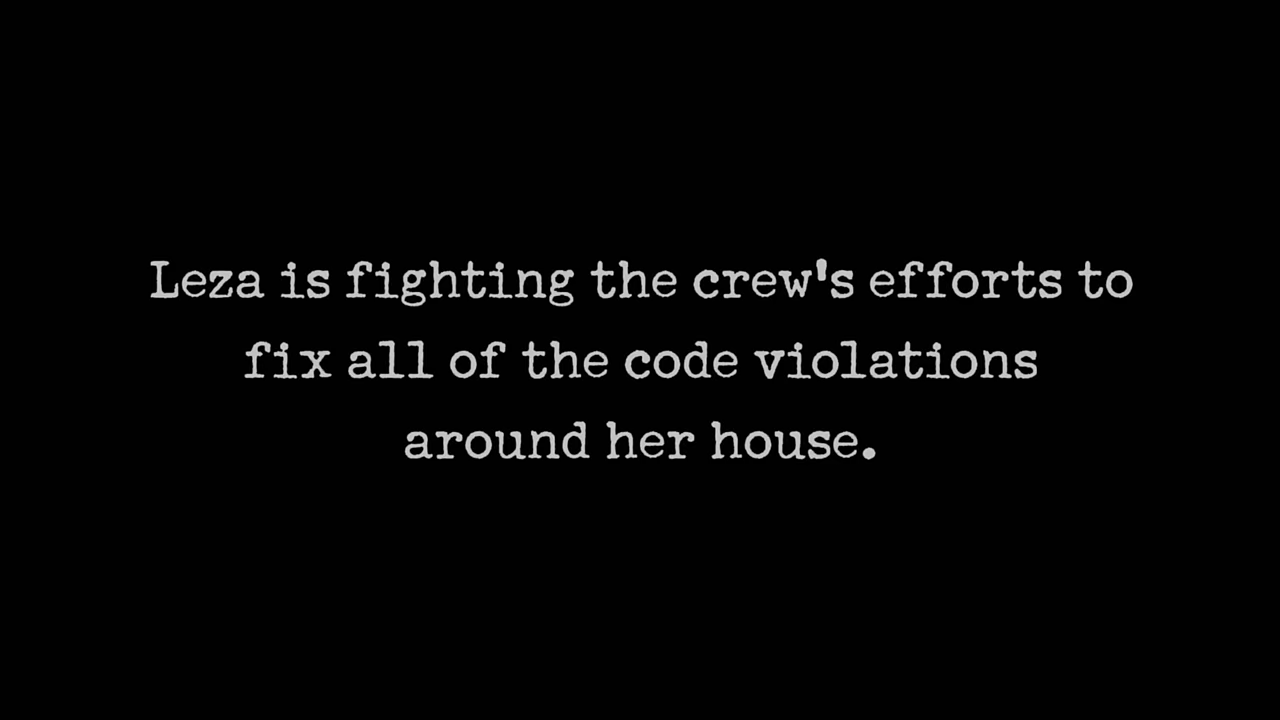 Leza is fighting the crew's efforts to
fix all of the code violations
around her house.